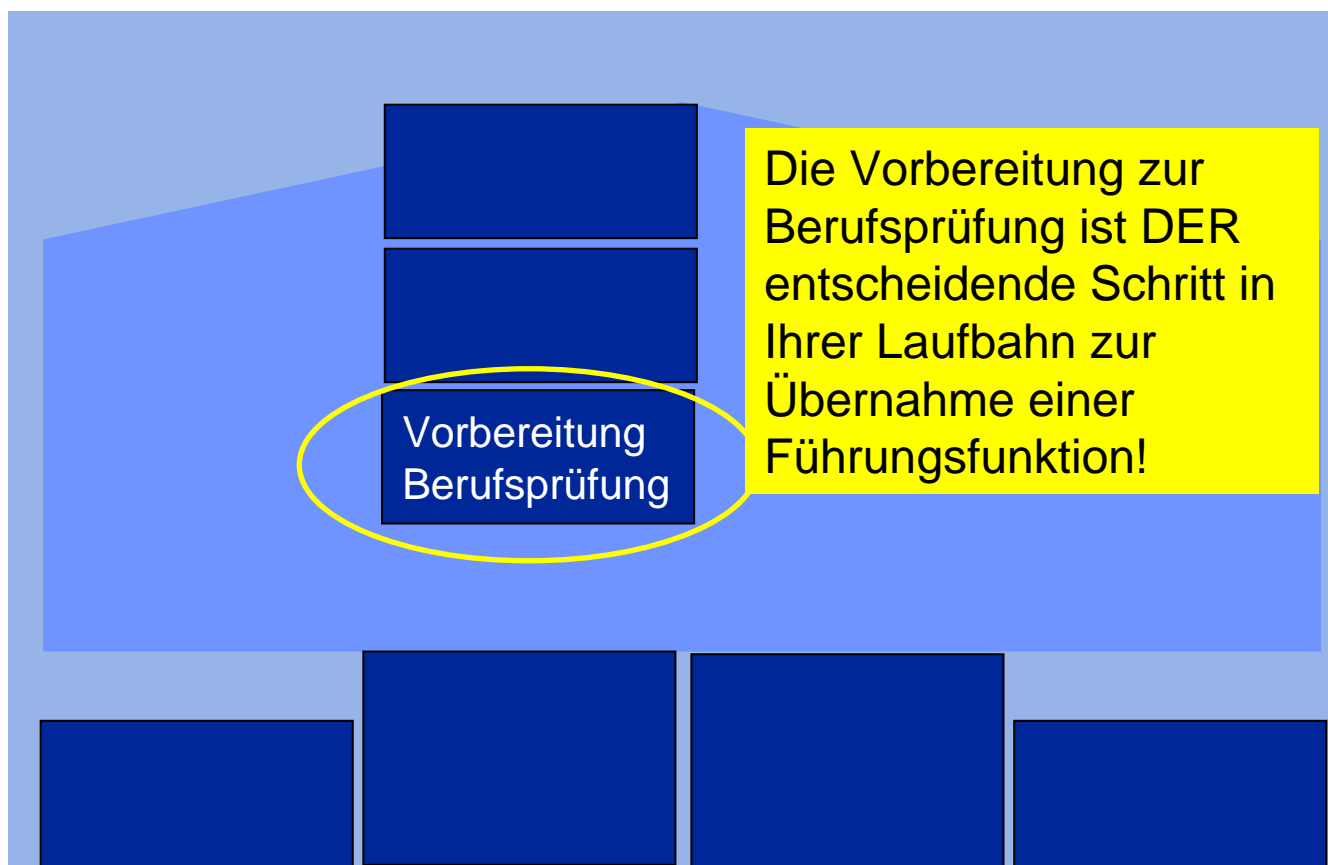 Die Vorbereitung zur
Berufsprüfung ist DER
entscheidende Schritt in
Ihrer Laufbahn zur
Übernahme einer
Führungsfunktion!
Vorbereitung
Berufsprüfung